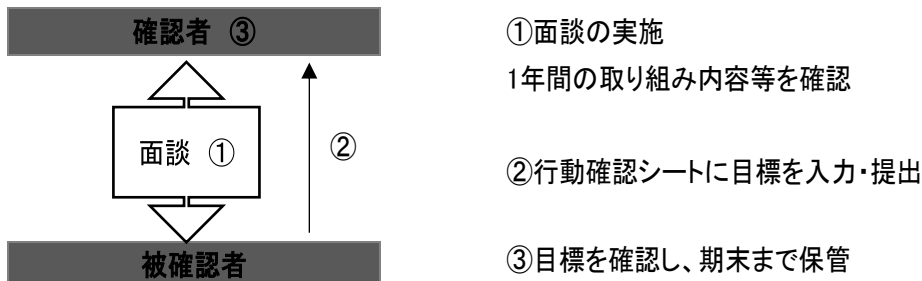 確認者 ③
面談 ①
②
被確認者
①面談の実施
1年間の取り組み内容等を確認
②行動確認シートに目標を入力・提出
③目標を確認し、期末まで保管